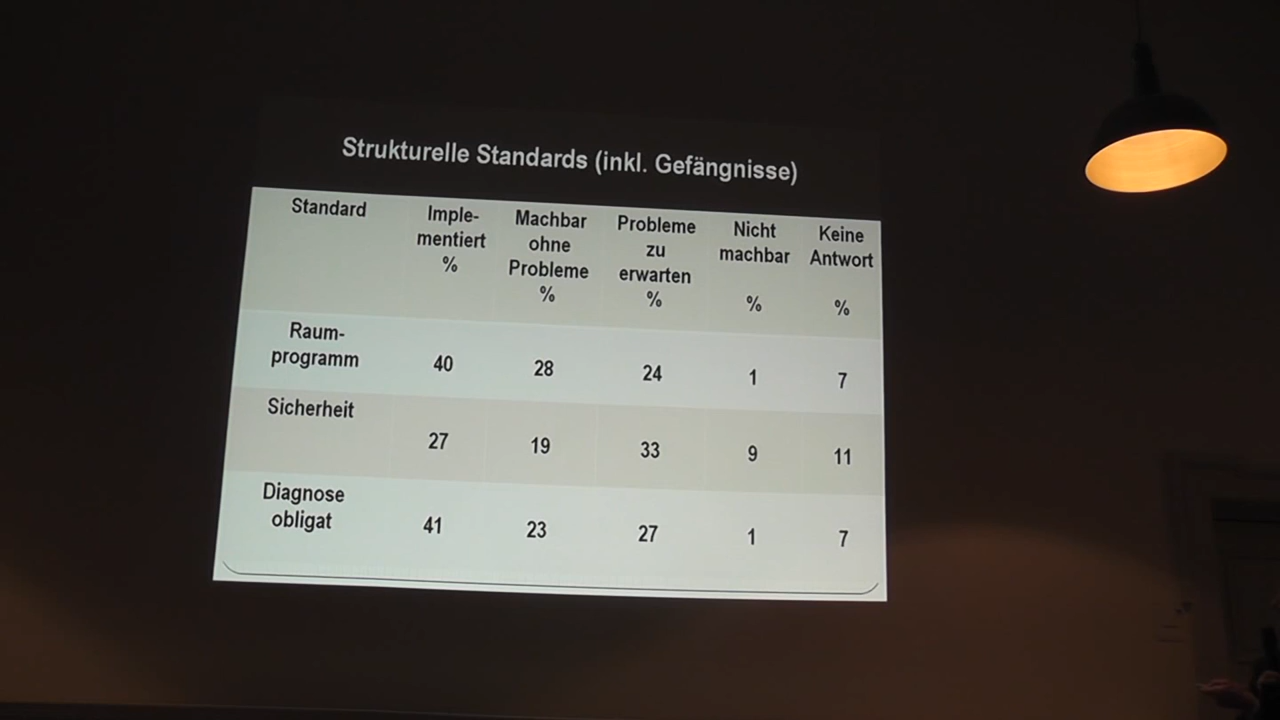 Strukturelle Standards (inkl. Gefängnisse)
Standard
Imple-
mentiert
%
Machbar
ohne
Probleme
%
Probleme
zu
erwarten
%
Nicht
machbar
%
Keine
Antwort
%
Raum-
programm
40 28 24 1 7
Sicherheit
27 19 33 9 11
Diagnose
obligat
41 23 27 1 7